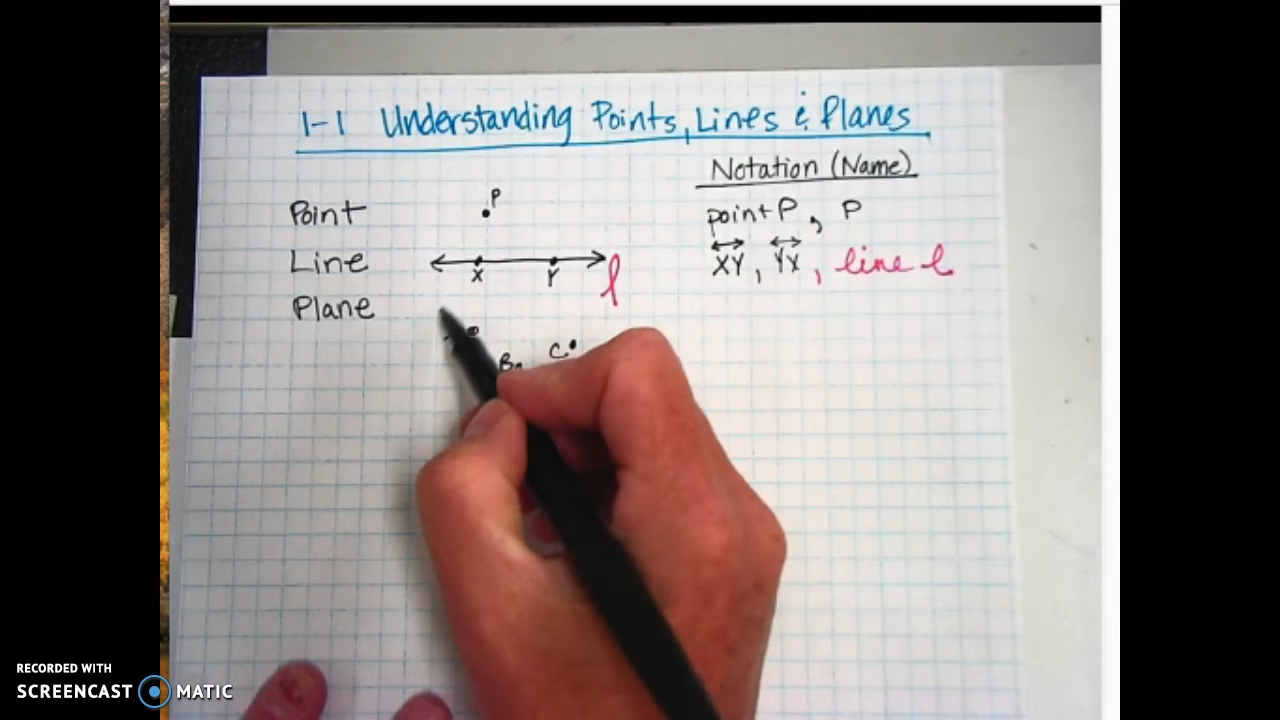 1-1 Understanding Points, Lines & Planes
Notation (Name)
Point P point P, P
Line X Y l XY, YX, line l
Plane
B C
RECORDED WITH
SCREENCAST MATIC